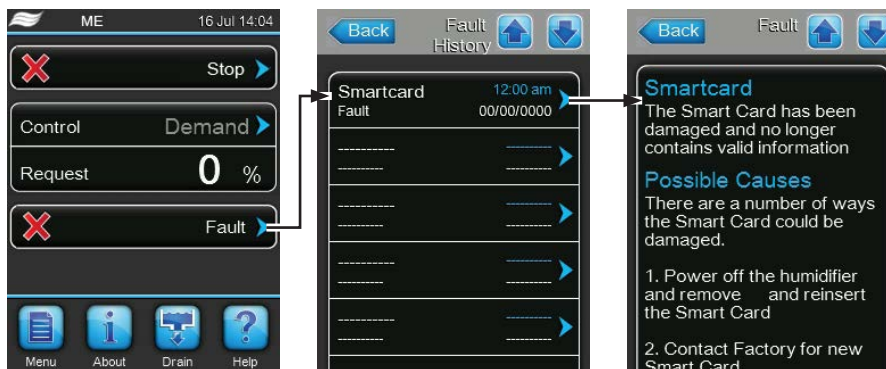 ME 16 Jul 14:04
Stop
Control Demand
Request 0 %
Fault
Menu About Drain Help
Back Fault
History
Smartcard 12:00 am
Fault 00/00/0000
---------- ----------
---------- ----------
---------- ----------
---------- ----------
---------- ----------
---------- ----------
---------- ----------
---------- ----------
Back Fault
Smartcard
The Smart Card has been
damaged and no longer
contains valid information
Possible Causes
There are a number of ways
the Smart Card could be
damaged.
1. Power off the humidifier
and remove and reinsert
the Smart Card
2. Contact Factory for new
Smart Card